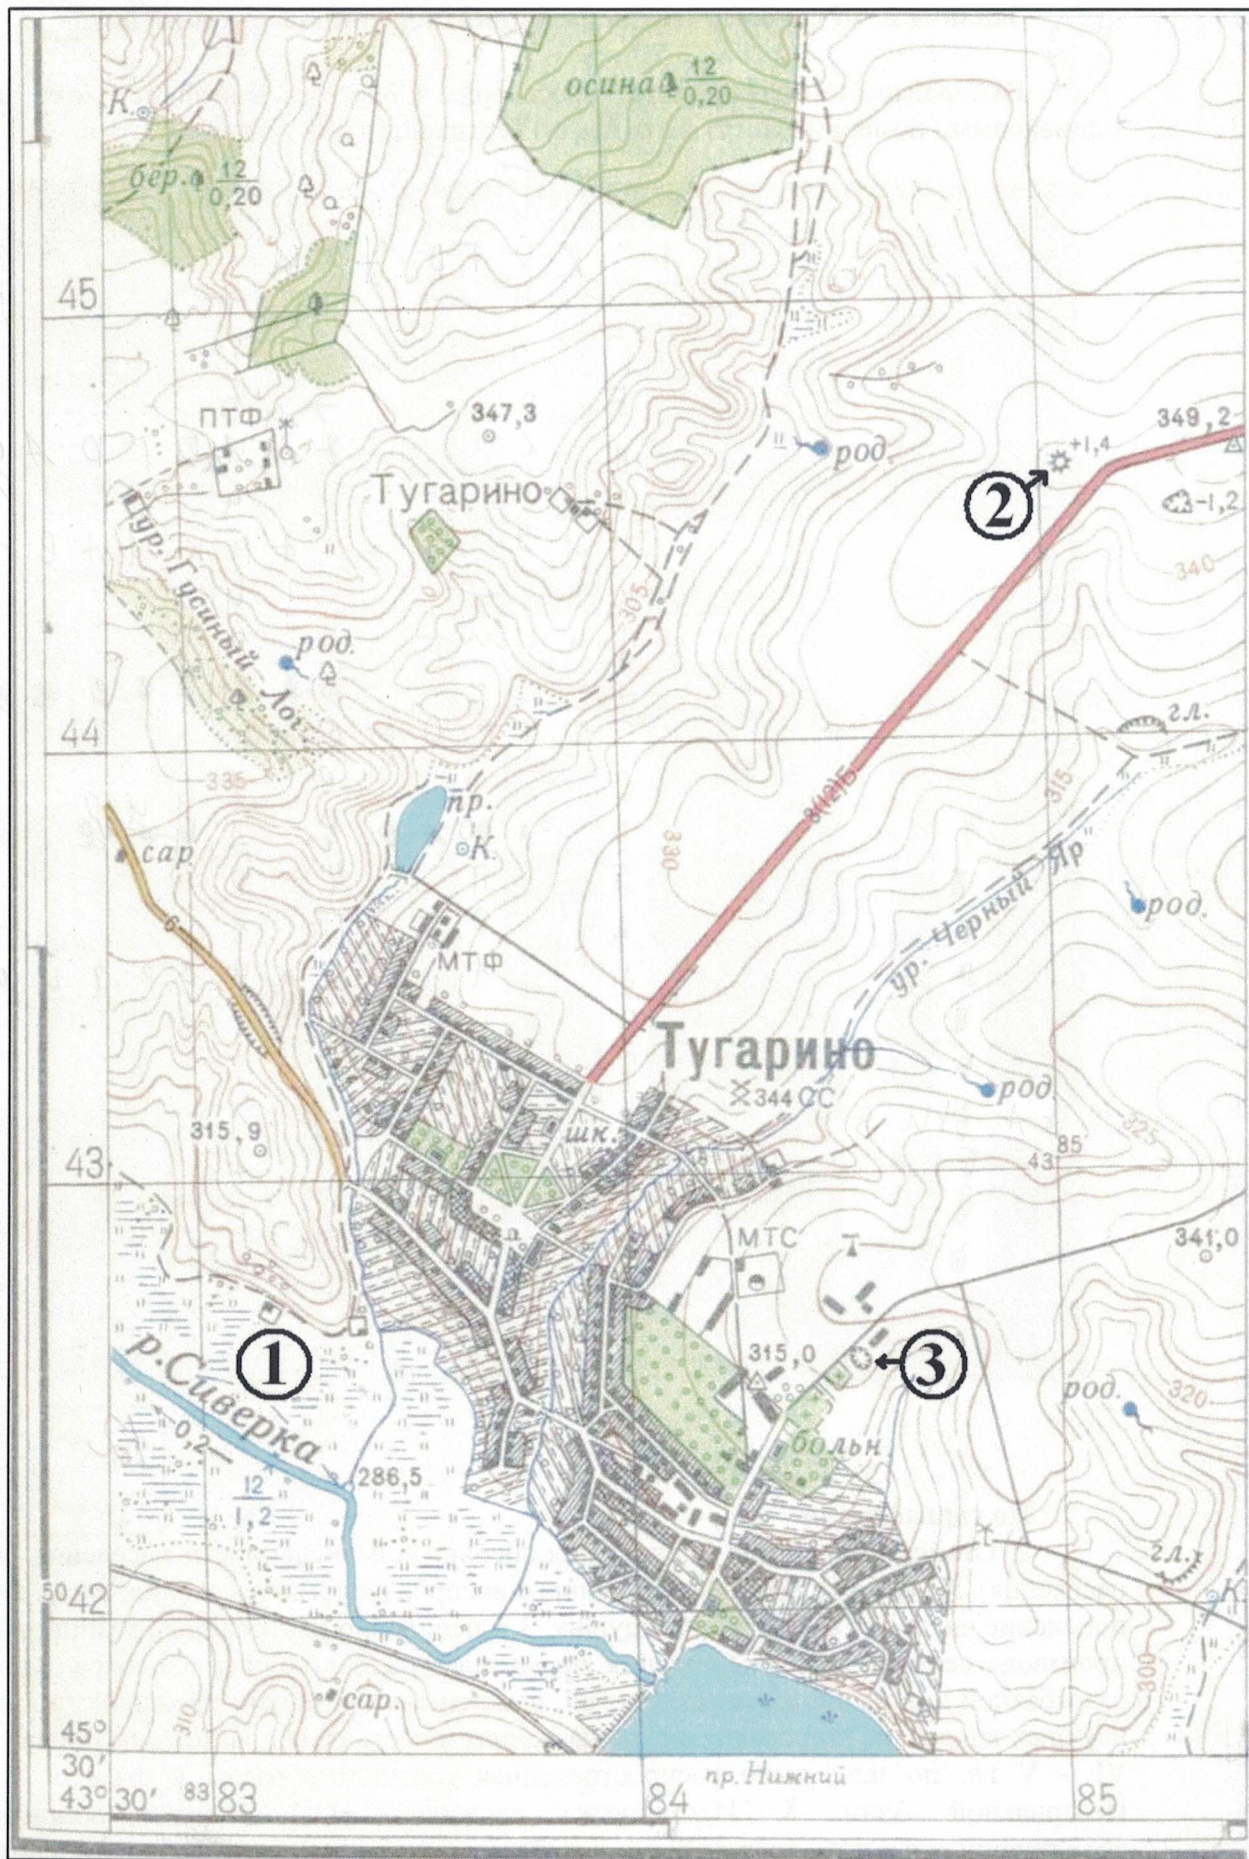 осинa 12
0,20
К.
бер. 12
0,20
45
347,3
ПТФ
349,2
+1,4
род.
Тугарино
2
-1,2
ур. Гусиный Лог
305
340
род.
гл.
44
335
315
пр.
К.
330
сар
ур. Черный Яр
род.
6
МТФ
Тугарино
344 СС
род.
шк.
325
315,9
43
43 85
МТС
341,0
1
315,0
3
р. Сиверка
род.
320
0,2
больн
286,5
12
1,2
гл.
К.
50 42
300
сар.
310
45°
30'
пр. Нижний
43° 30'
83 83
84
85